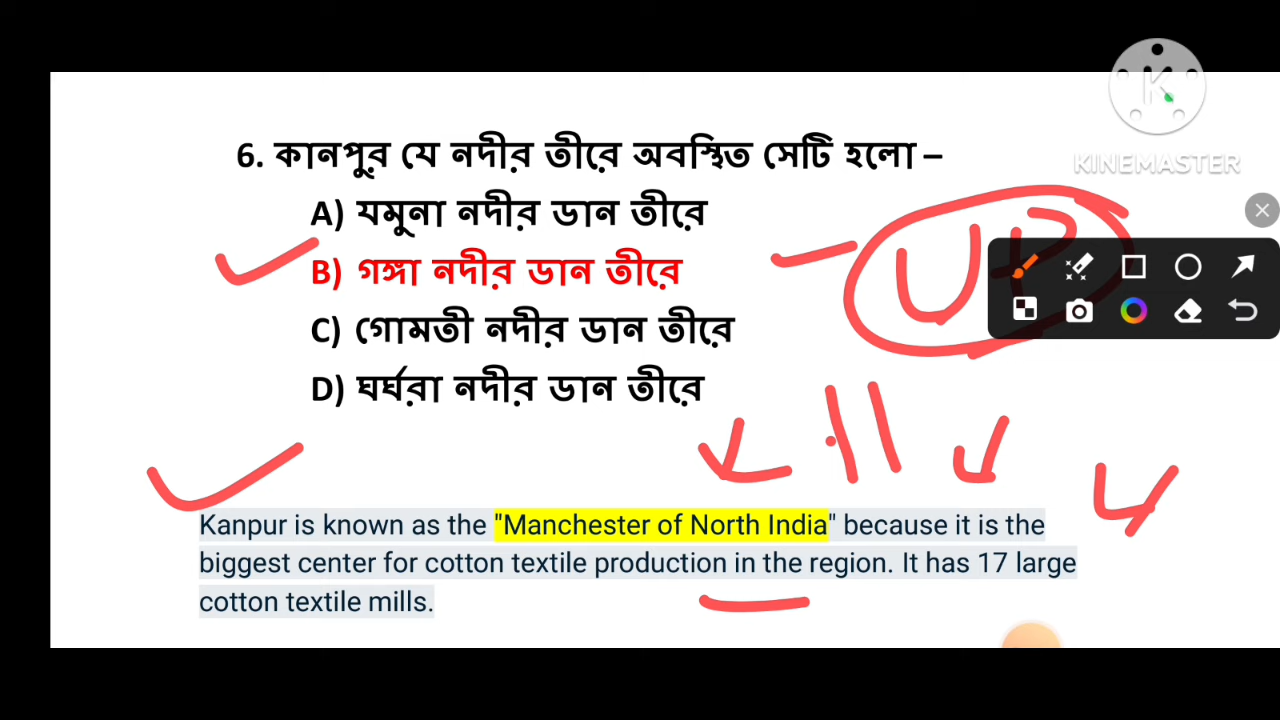 KINEMASTER
6. কানপুর যে নদীর তীরে অবস্থিত সেটি হলো –
A) যমুনা নদীর ডান তীরে
B) গঙ্গা নদীর ডান তীরে
UP
C) গোমতী নদীর ডান তীরে
D) ঘর্ঘরা নদীর ডান তীরে
Kanpur is known as the "Manchester of North India" because it is the
biggest center for cotton textile production in the region. It has 17 large
cotton textile mills.